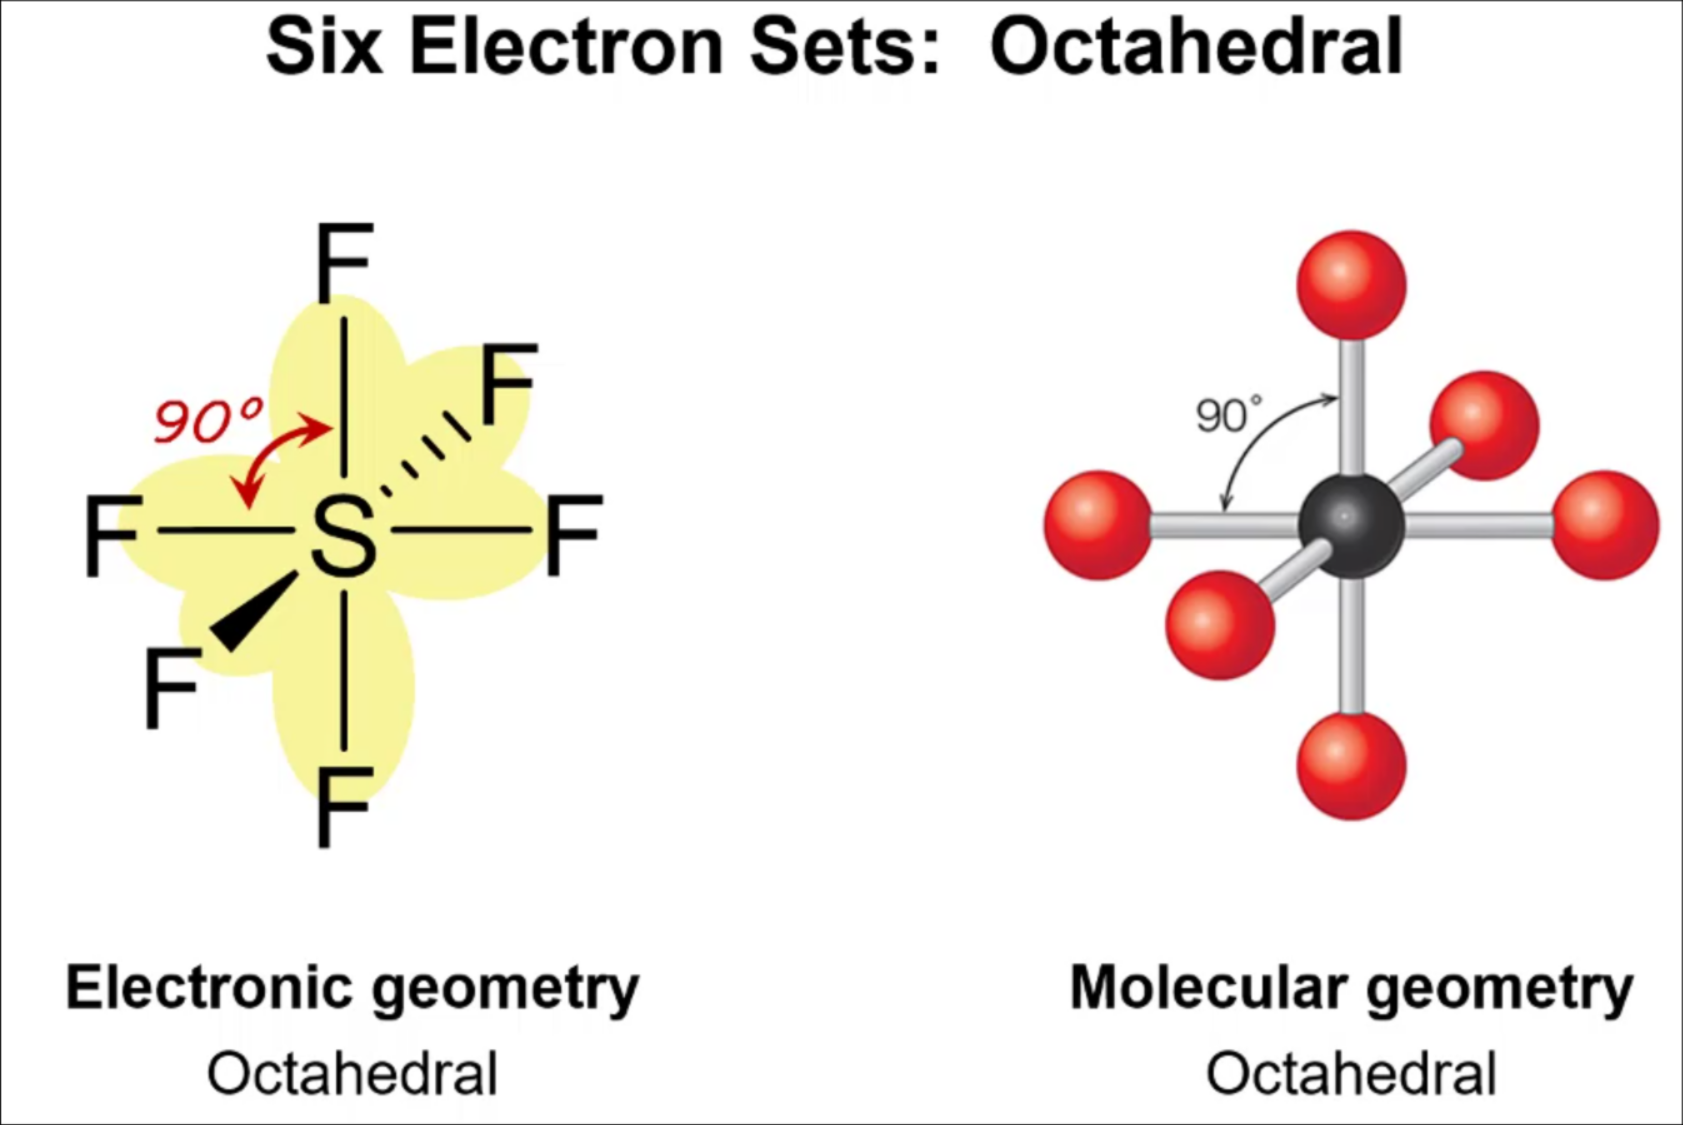 Six Electron Sets: Octahedral
F
F
90°
F
S
F
F
F
90°
Electronic geometry
Octahedral
Molecular geometry
Octahedral